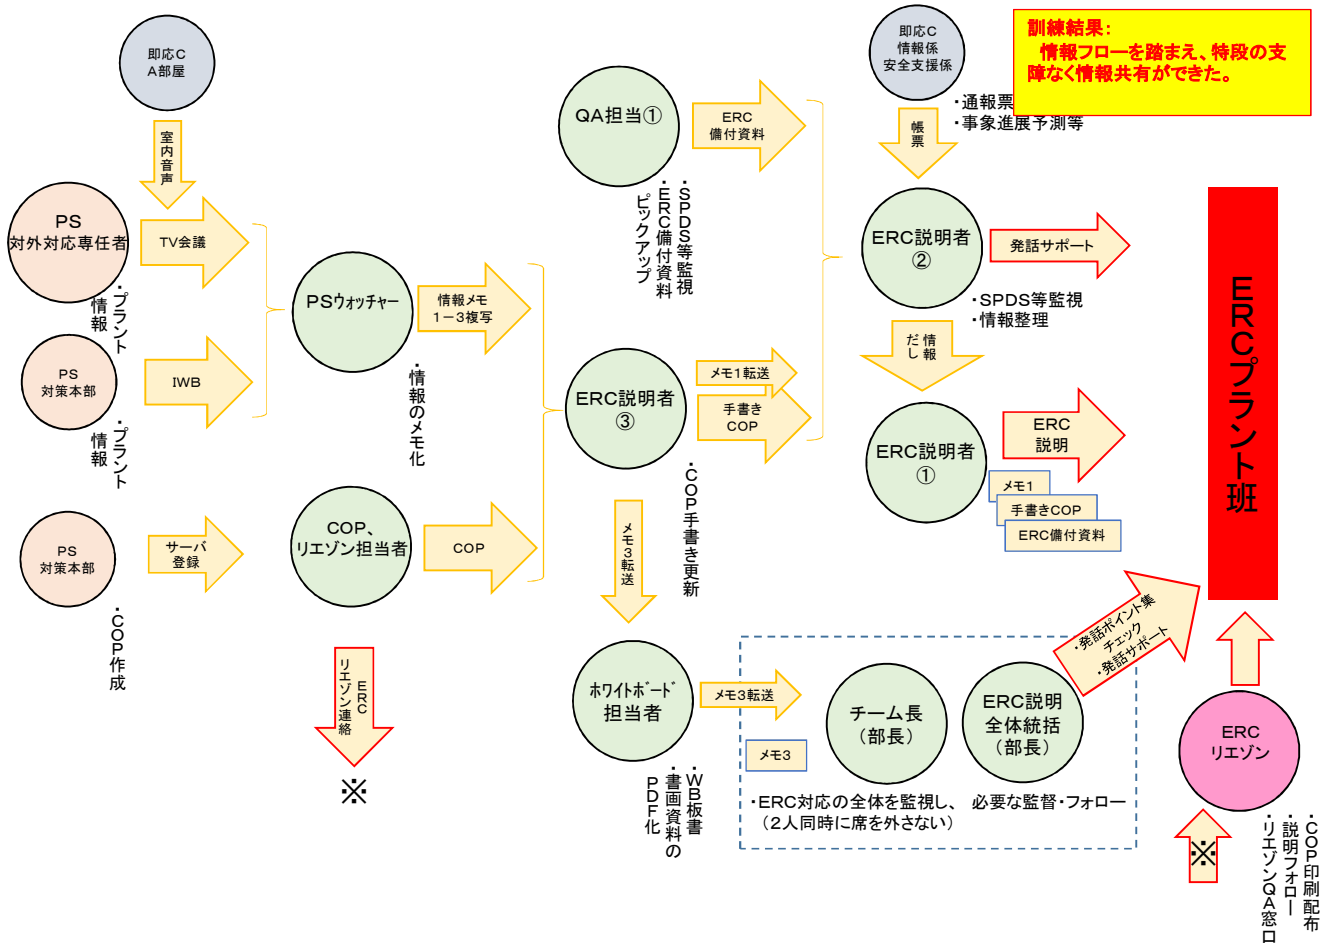 即応C
A部屋
室内音声
PS
対外対応専任者
・プラント
情報
TV会議
PS
対策本部
・プラント
情報
IWB
PS
対策本部
・COP作成
サーバ
登録
PSウォッチャー
・情報のメモ化
情報メモ
1－3複写
COP、
リエゾン担当者
COP
ERC
リエゾン連絡
※
QA担当①
・SPDS等監視
・ERC備付資料
ピックアップ
ERC
備付資料
ERC説明者
③
・COP手書き更新
メモ1転送
手書き
COP
メモ3転送
ホワイトボード
担当者
・WB板書
・書画資料の
PDF化
メモ3転送
メモ3
チーム長
（部長）
ERC説明
全体統括
（部長）
・ERC対応の全体を監視し、 必要な監督・フォロー
（2人同時に席を外さない）
・発話ポイント集
チェック
・発話サポート
即応C
情報係
安全支援係
・通報票
・事象進展予測等
帳票
ERC説明者
②
・SPDS等監視
・情報整理
発話サポート
情報
だし
ERC説明者
①
ERC
説明
メモ1
手書きCOP
ERC備付資料
訓練結果：
情報フローを踏まえ、特段の支
障なく情報共有ができた。
ERCプラント班
ERC
リエゾン
・COP印刷配布
・説明フォロー
・リエゾンQA窓口
※